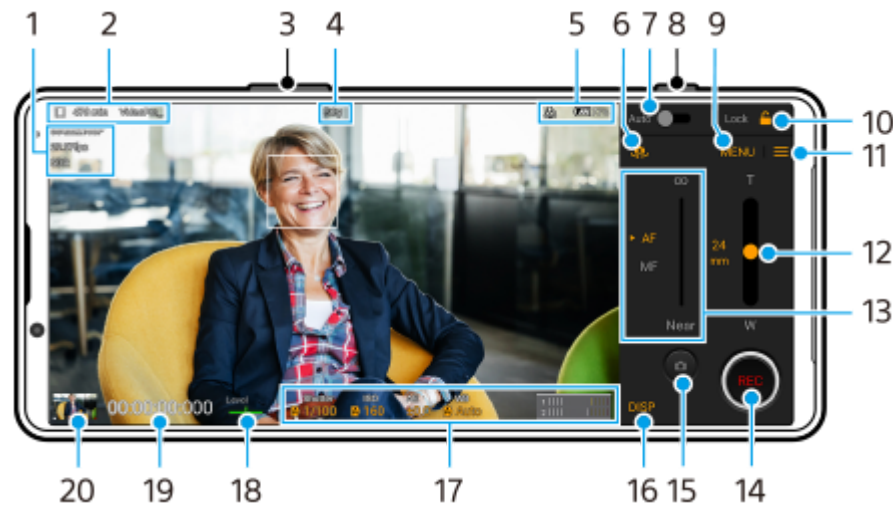 1 2 3 4 5 6 7 8 9
Auto Lock 10
MENU 11
∞ T
AF 24 mm 12
MF 13
Near W
REC
00:00:00:000 Level Shutter ISO WB
1/100 160 Auto
DISP
20 19 18 17 16 15 14